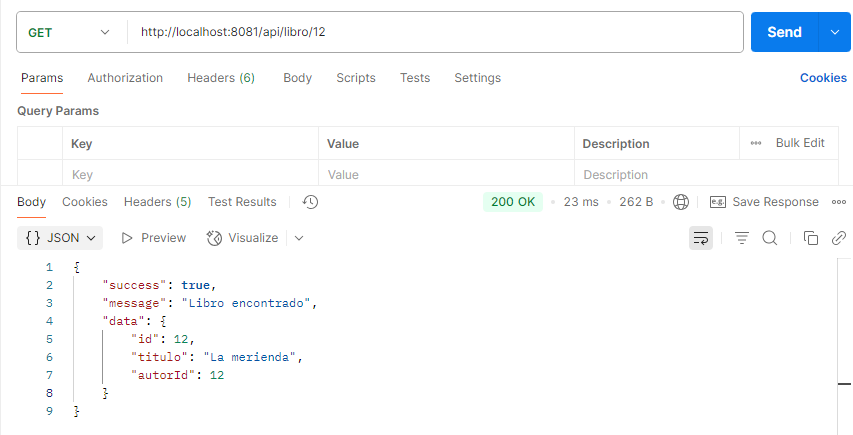 GET http://localhost:8081/api/libro/12 Send
Params Authorization Headers (6) Body Scripts Tests Settings Cookies
Query Params
Key Value Description Bulk Edit
Key Value Description
Body Cookies Headers (5) Test Results 200 OK • 23 ms • 262 B e.g. Save Response
{} JSON Preview Visualize
1 {
2 "success": true,
3 "message": "Libro encontrado",
4 "data": {
5 "id": 12,
6 "titulo": "La merienda",
7 "autorId": 12
8 }
9 }